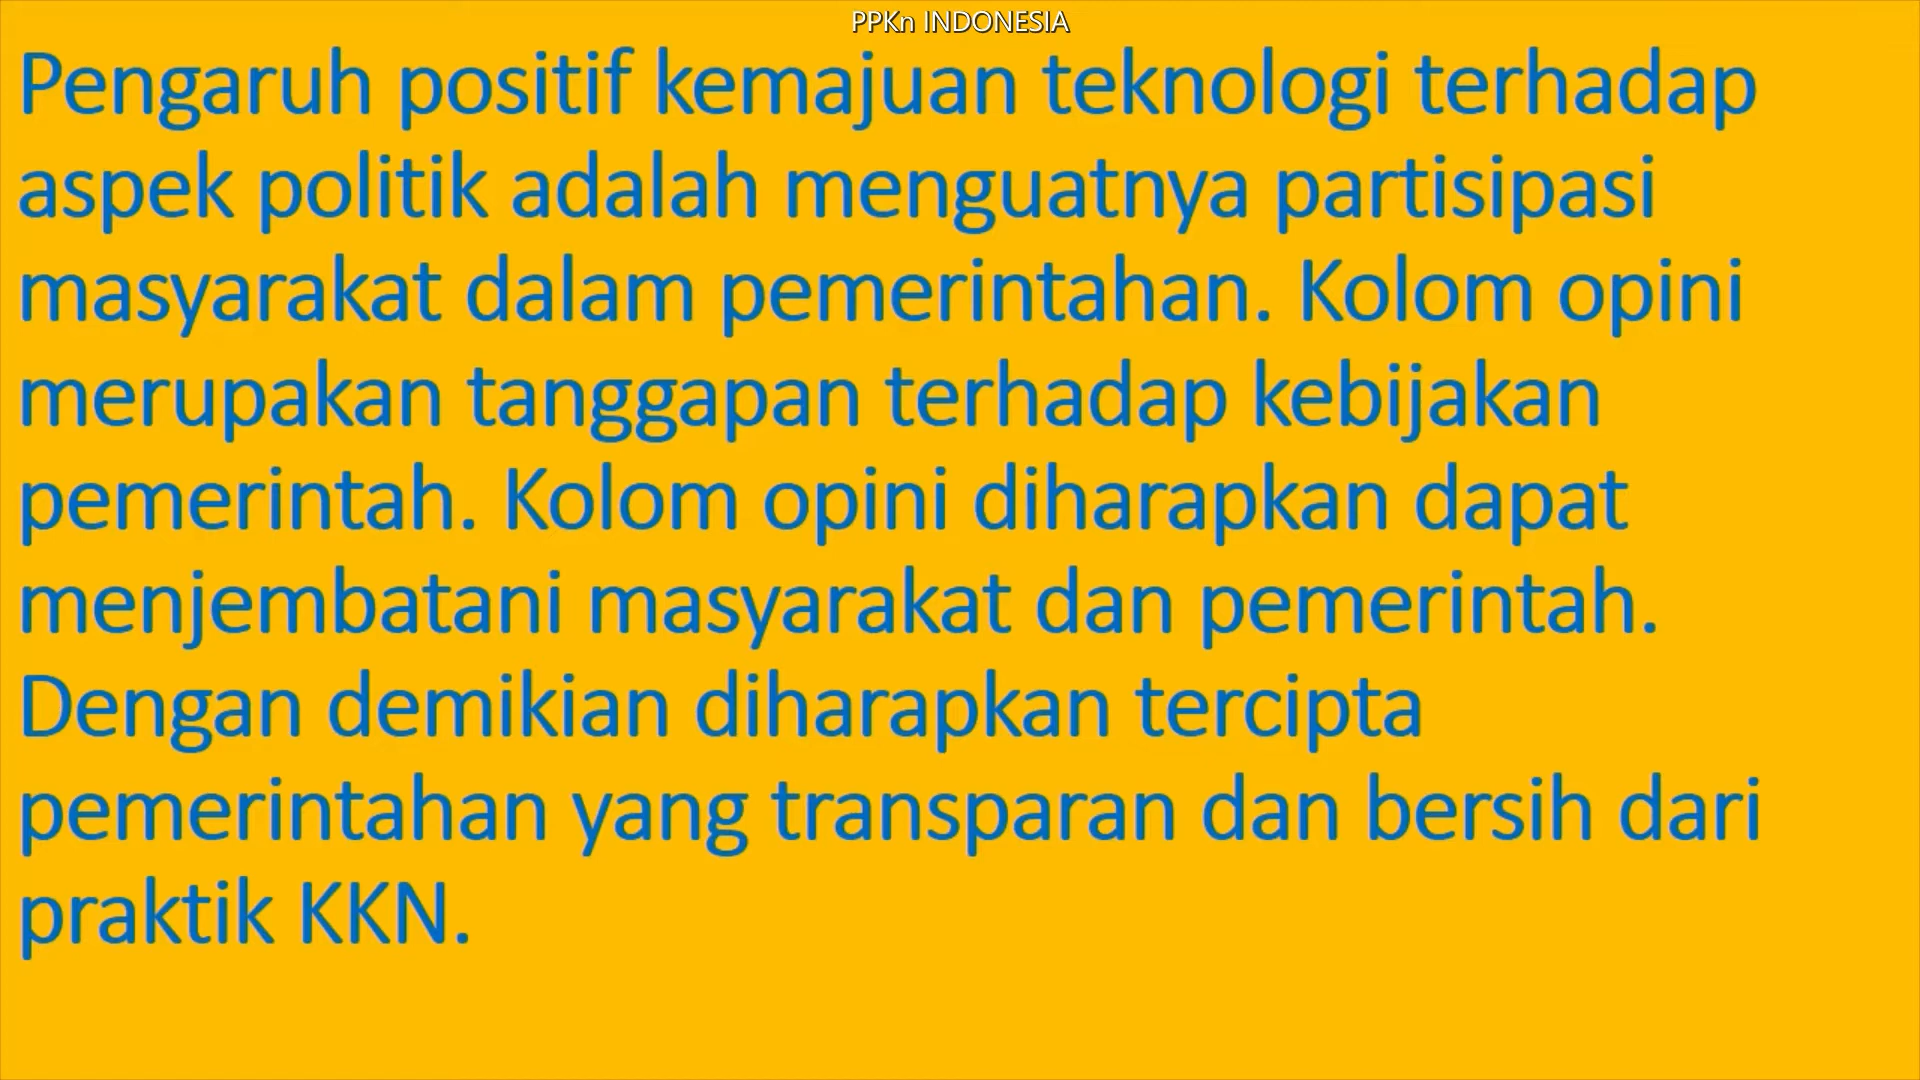 PPKn INDONESIA
Pengaruh positif kemajuan teknologi terhadap
aspek politik adalah menguatnya partisipasi
masyarakat dalam pemerintahan. Kolom opini
merupakan tanggapan terhadap kebijakan
pemerintah. Kolom opini diharapkan dapat
menjembatani masyarakat dan pemerintah.
Dengan demikian diharapkan tercipta
pemerintahan yang transparan dan bersih dari
praktik KKN.